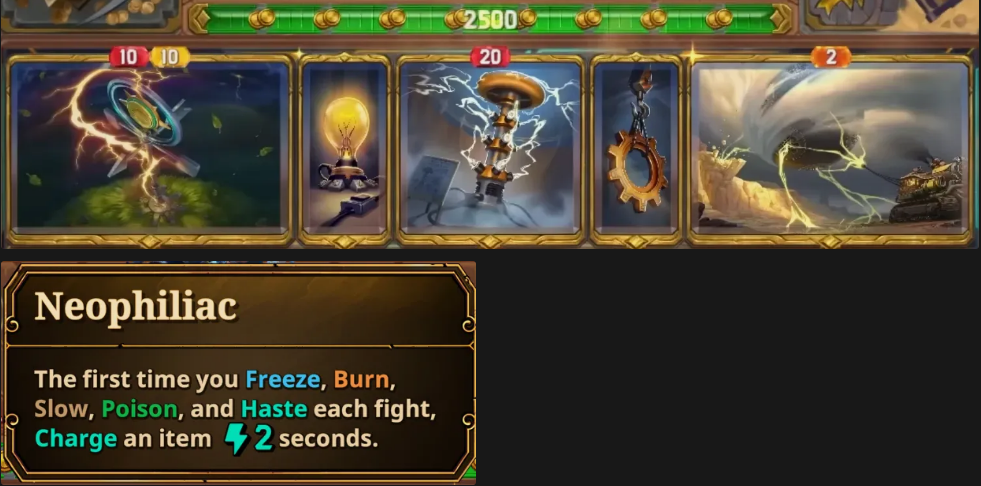 2500
10 10 20 2
Neophiliac
The first time you Freeze, Burn,
Slow, Poison, and Haste each fight,
Charge an item 2 seconds.